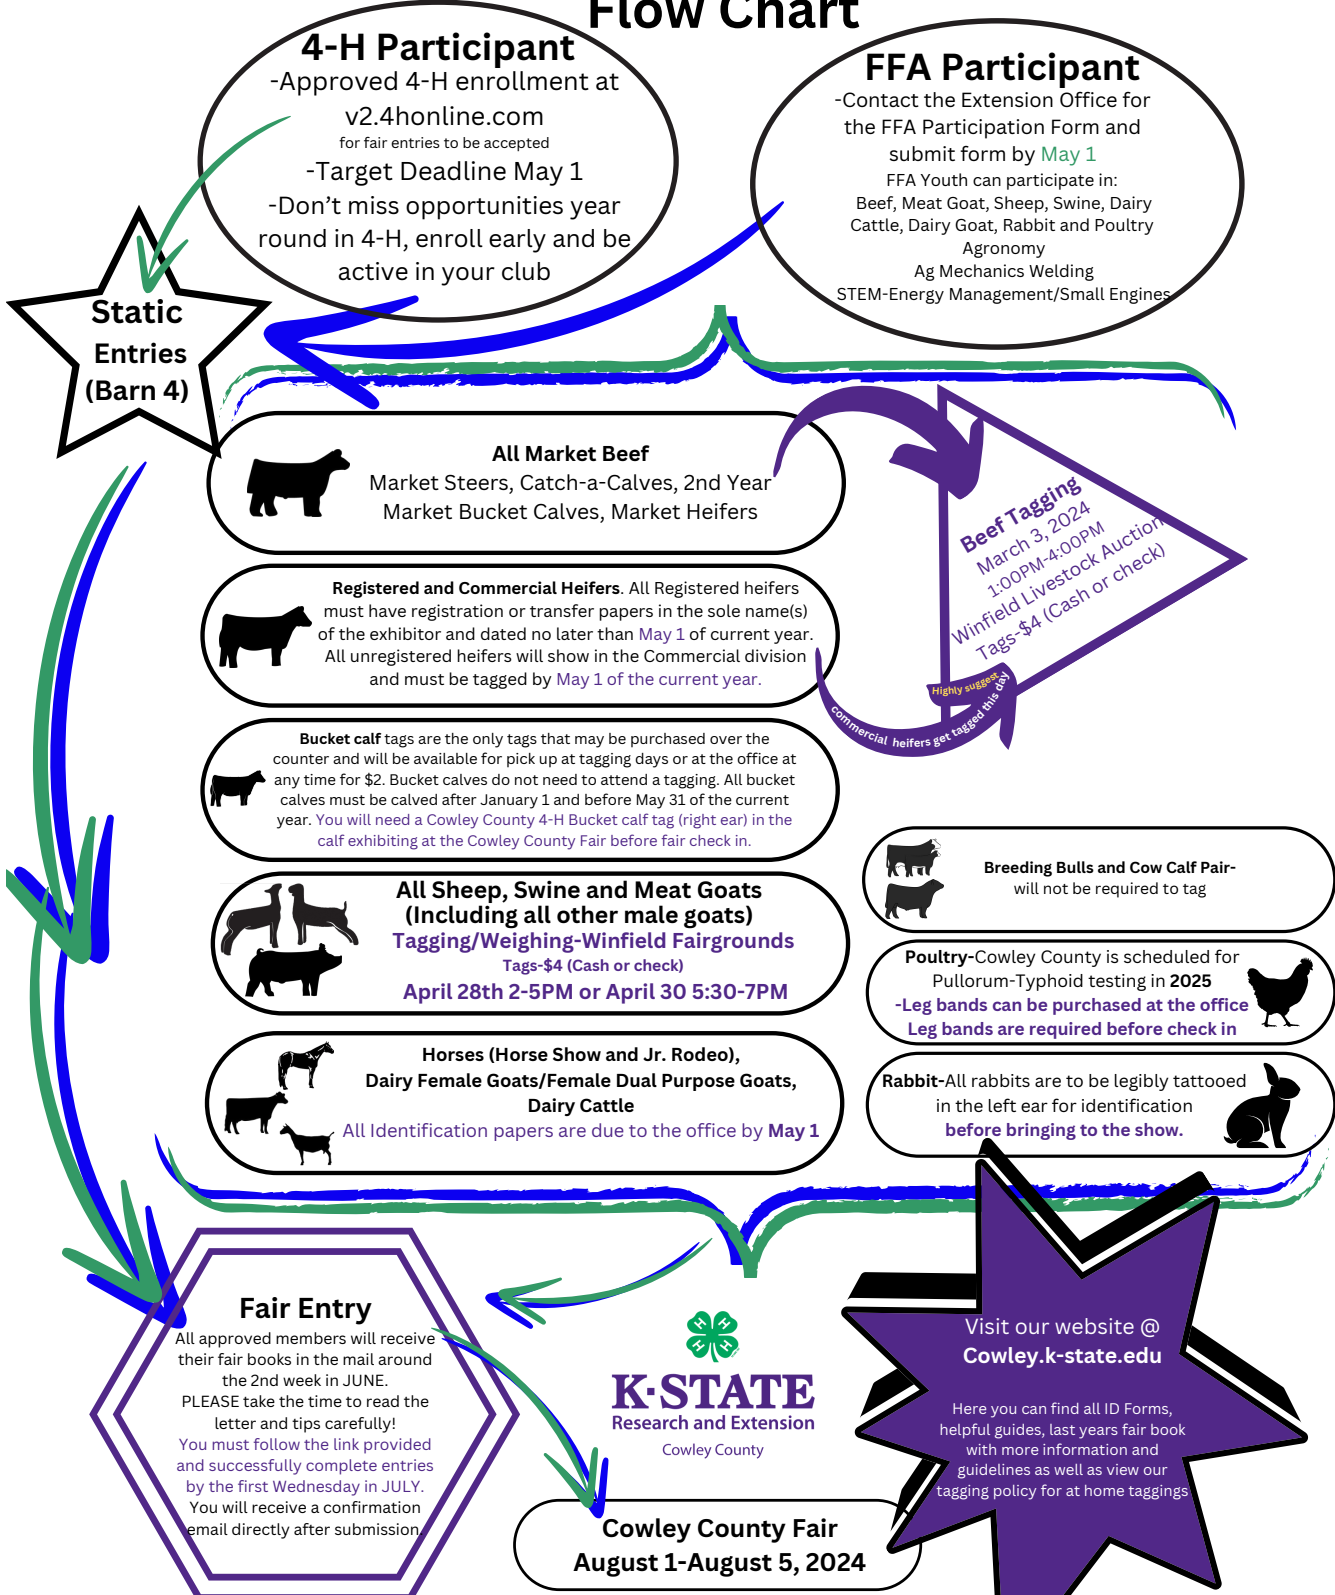 Flow Chart
4-H Participant
-Approved 4-H enrollment at
v2.4honline.com
for fair entries to be accepted
-Target Deadline May 1
-Don’t miss opportunities year
round in 4-H, enroll early and be
active in your club
FFA Participant
-Contact the Extension Office for
the FFA Participation Form and
submit form by May 1
FFA Youth can participate in:
Beef, Meat Goat, Sheep, Swine, Dairy
Cattle, Dairy Goat, Rabbit and Poultry
Agronomy
Ag Mechanics Welding
STEM-Energy Management/Small Engines
Static
Entries
(Barn 4)
All Market Beef
Market Steers, Catch-a-Calves, 2nd Year
Market Bucket Calves, Market Heifers
Beef Tagging
March 3, 2024
1:00PM-4:00PM
Winfield Livestock Auction
Tags-$4 (Cash or check)
Registered and Commercial Heifers. All Registered heifers
must have registration or transfer papers in the sole name(s)
of the exhibitor and dated no later than May 1 of current year.
All unregistered heifers will show in the Commercial division
and must be tagged by May 1 of the current year.
Highly suggest
commercial heifers get tagged this day
Bucket calf tags are the only tags that may be purchased over the
counter and will be available for pick up at tagging days or at the office at
any time for $2. Bucket calves do not need to attend a tagging. All bucket
calves must be calved after January 1 and before May 31 of the current
year. You will need a Cowley County 4-H Bucket calf tag (right ear) in the
calf exhibiting at the Cowley County Fair before fair check in.
All Sheep, Swine and Meat Goats
(Including all other male goats)
Tagging/Weighing-Winfield Fairgrounds
Tags-$4 (Cash or check)
April 28th 2-5PM or April 30 5:30-7PM
Horses (Horse Show and Jr. Rodeo),
Dairy Female Goats/Female Dual Purpose Goats,
Dairy Cattle
All Identification papers are due to the office by May 1
Breeding Bulls and Cow Calf Pair-
will not be required to tag
Poultry-Cowley County is scheduled for
Pullorum-Typhoid testing in 2025
-Leg bands can be purchased at the office
Leg bands are required before check in
Rabbit-All rabbits are to be legibly tattooed
in the left ear for identification
before bringing to the show.
Fair Entry
All approved members will receive
their fair books in the mail around
the 2nd week in JUNE.
PLEASE take the time to read the
letter and tips carefully!
You must follow the link provided
and successfully complete entries
by the first Wednesday in JULY.
You will receive a confirmation
email directly after submission.
H H
H H
K-STATE
Research and Extension
Cowley County
Visit our website @
Cowley.k-state.edu
Here you can find all ID Forms,
helpful guides, last years fair book
with more information and
guidelines as well as view our
tagging policy for at home taggings
Cowley County Fair
August 1-August 5, 2024